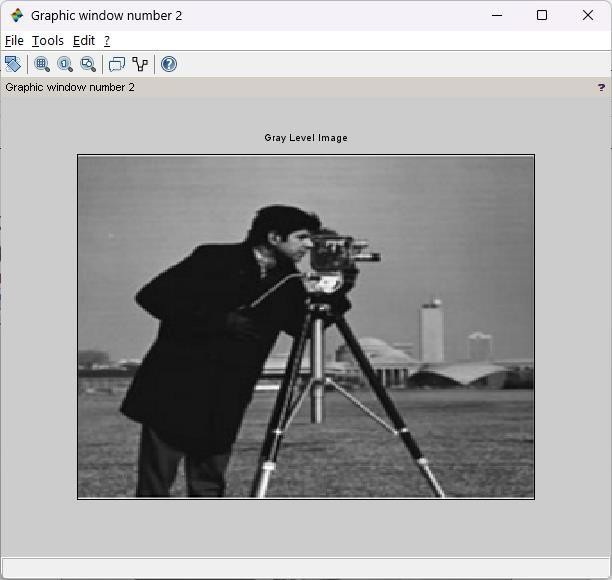 Graphic window number 2
File Tools Edit ?
Graphic window number 2 ?
Gray Level Image